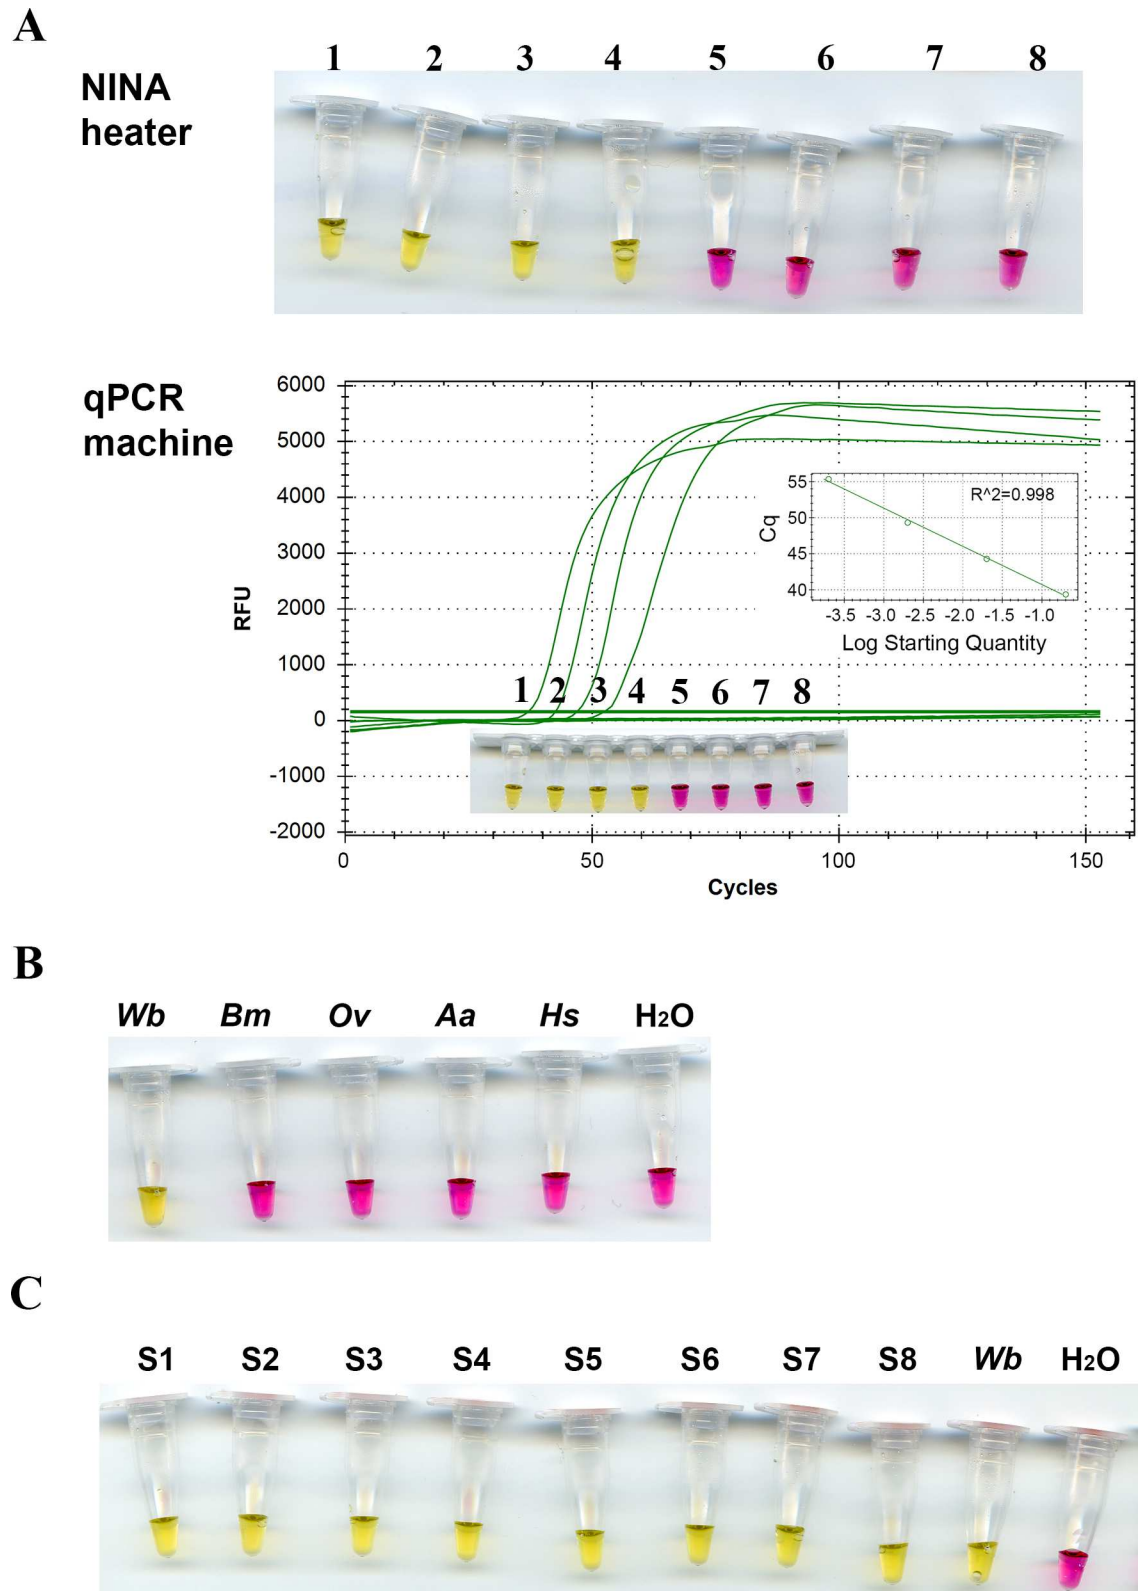 A
NINA
heater
1 2 3 4 5 6 7 8
qPCR
machine
6000
5000
4000
3000
2000
1000
0
-1000
-2000
RFU
0 50 100 150
Cycles
R^2=0.998
55
50
45
40
Cq
-3.5 -3.0 -2.5 -2.0 -1.5 -1.0
Log Starting Quantity
1 2 3 4 5 6 7 8
B
Wb Bm Ov Aa Hs H₂O
C
S1 S2 S3 S4 S5 S6 S7 S8 Wb H₂O